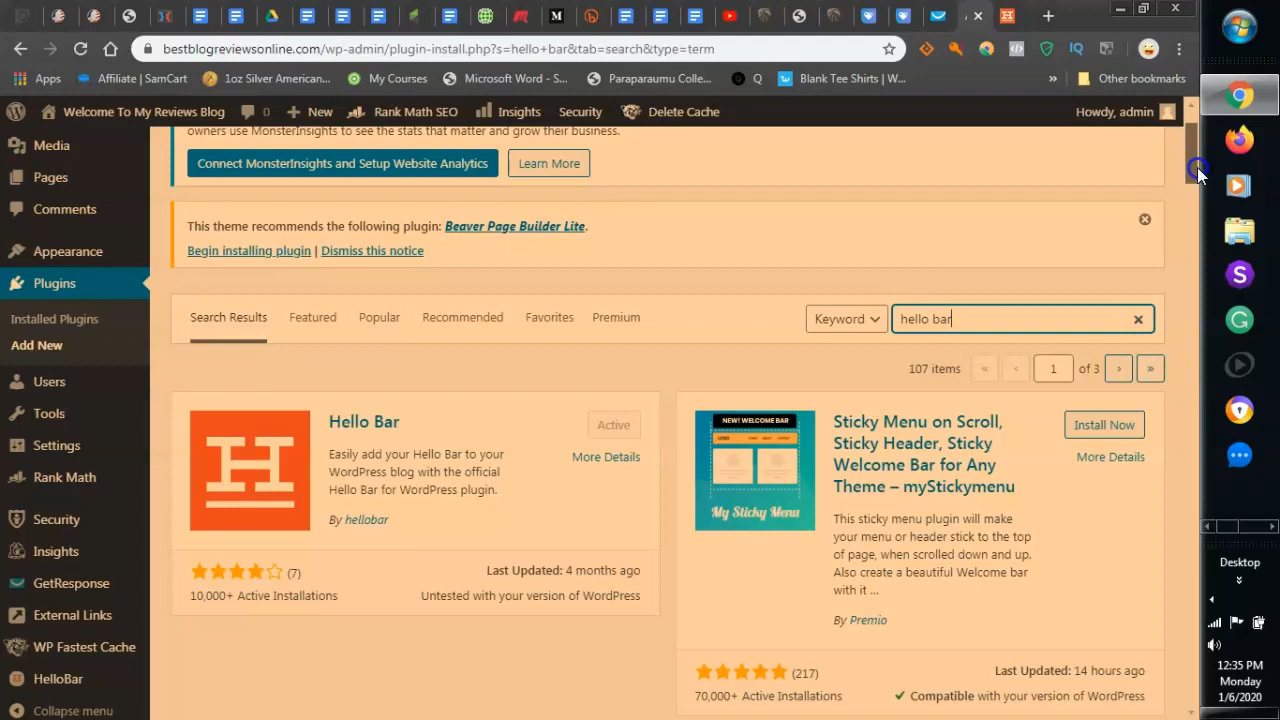 bestblogreviewsonline.com/wp-admin/plugin-install.php?s=hello+bar&tab=search&type=term
Apps
Affiliate | SamCart
1oz Silver American...
My Courses
Microsoft Word - S...
Paraparaumu Colle...
Q
Blank Tee Shirts | W...
»
Other bookmarks
Welcome To My Reviews Blog
0
New
Rank Math SEO
Insights
Security
Delete Cache
Howdy, admin
Media
Pages
Comments
Appearance
Plugins
Installed Plugins
Add New
Users
Tools
Settings
Rank Math
Security
Insights
GetResponse
External Links
WP Fastest Cache
HelloBar
Collapse menu
owners use MonsterInsights to see the stats that matter and grow their business.
Connect MonsterInsights and Setup Website Analytics
Learn More
This theme recommends the following plugin: Beaver Page Builder Lite.
Begin installing plugin | Dismiss this notice
Search Results
Featured
Popular
Recommended
Favorites
Premium
Keyword
hello bar
107 items
«
‹
1
of 3
›
»
Hello Bar
Active
Easily add your Hello Bar to your
WordPress blog with the official
Hello Bar for WordPress plugin.
More Details
By hellobar
(7)
Last Updated: 4 months ago
10,000+ Active Installations
Untested with your version of WordPress
NEW! WELCOME BAR
My Sticky Menu
Sticky Menu on Scroll,
Sticky Header, Sticky
Welcome Bar for Any
Theme – myStickymenu
Install Now
More Details
This sticky menu plugin will make
your menu or header stick to the top
of page, when scrolled down and up.
Also create a beautiful Welcome bar
with it ...
By Premio
(217)
Last Updated: 14 hours ago
70,000+ Active Installations
Compatible with your version of WordPress
Desktop
12:35 PM
Monday
1/6/2020